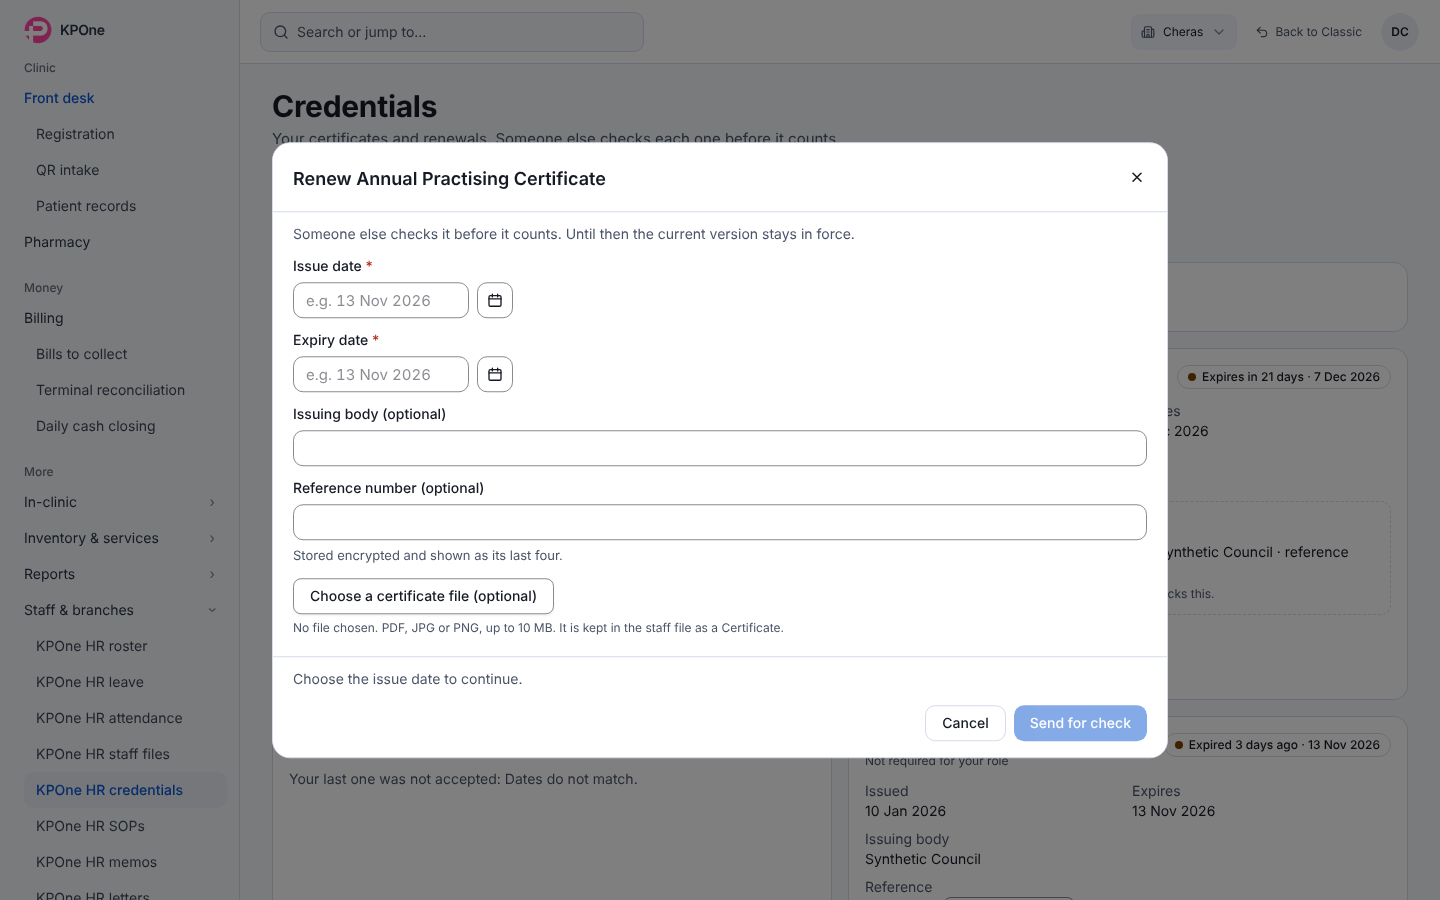 KPOne
Search or jump to...
Cheras
Back to Classic
DC
Clinic
Front desk
Registration
QR intake
Patient records
Pharmacy
Money
Billing
Bills to collect
Terminal reconciliation
Daily cash closing
More
In-clinic
Inventory & services
Reports
Staff & branches
KPOne HR roster
KPOne HR leave
KPOne HR attendance
KPOne HR staff files
KPOne HR credentials
KPOne HR SOPs
KPOne HR memos
KPOne HR letters
Credentials
Your certificates and renewals. Someone else checks each one before it counts.
Renew Annual Practising Certificate
Someone else checks it before it counts. Until then the current version stays in force.
Issue date *
e.g. 13 Nov 2026
Expiry date *
e.g. 13 Nov 2026
Issuing body (optional)
Reference number (optional)
Stored encrypted and shown as its last four.
Choose a certificate file (optional)
No file chosen. PDF, JPG or PNG, up to 10 MB. It is kept in the staff file as a Certificate.
Choose the issue date to continue.
Cancel
Send for check
Expires in 21 days · 7 Dec 2026
2026
Council · reference
this.
Your last one was not accepted: Dates do not match.
Expired 3 days ago · 13 Nov 2026
Not required for your role
Issued
Expires
10 Jan 2026
13 Nov 2026
Issuing body
Synthetic Council
Reference